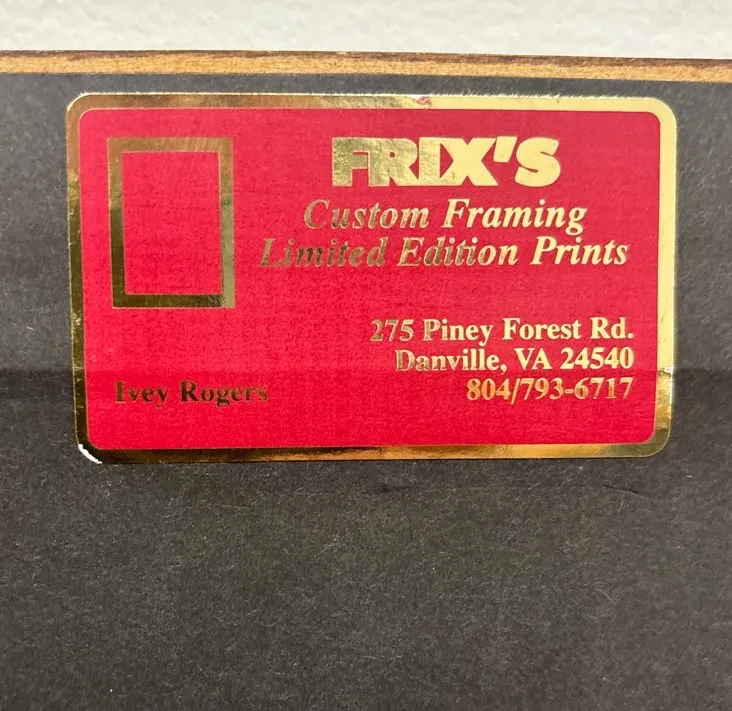 FRIX'S
Custom Framing
Limited Edition Prints
275 Piney Forest Rd.
Danville, VA 24540
Ivey Rogers
804/793-6717